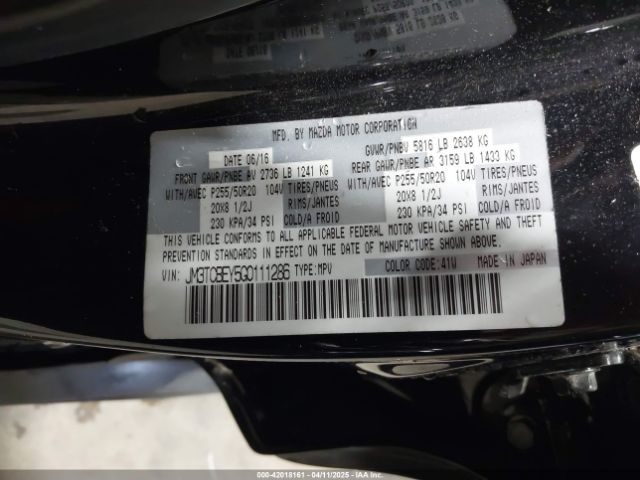 MFD. BY MAZDA MOTOR CORPORATION
DATE 06/16
GVWR/PNBV 5816 LB 2638 KG
FRONT GAWR/PNBE AV 2736 LB 1241 KG
REAR GAWR/PNBE AR 3159 LB 1433 KG
WITH/AVEC P255/50R20 104V TIRES/PNEUS
WITH/AVEC P255/50R20 104V TIRES/PNEUS
20X8 1/2J RIMS/JANTES
20X8 1/2J RIMS/JANTES
230 KPA/34 PSI COLD/A FROID
230 KPA/34 PSI COLD/A FROID
THIS VEHICLE CONFORMS TO ALL APPLICABLE FEDERAL MOTOR VEHICLE SAFETY AND THEFT
PREVENTION STANDARDS IN EFFECT ON THE DATE OF MANUFACTURE SHOWN ABOVE.
VIN: JM3TCBEY5G0111286 TYPE:MPV COLOR CODE:41W MADE IN JAPAN
000-42018161 - 04/11/2025 - IAAI.COM